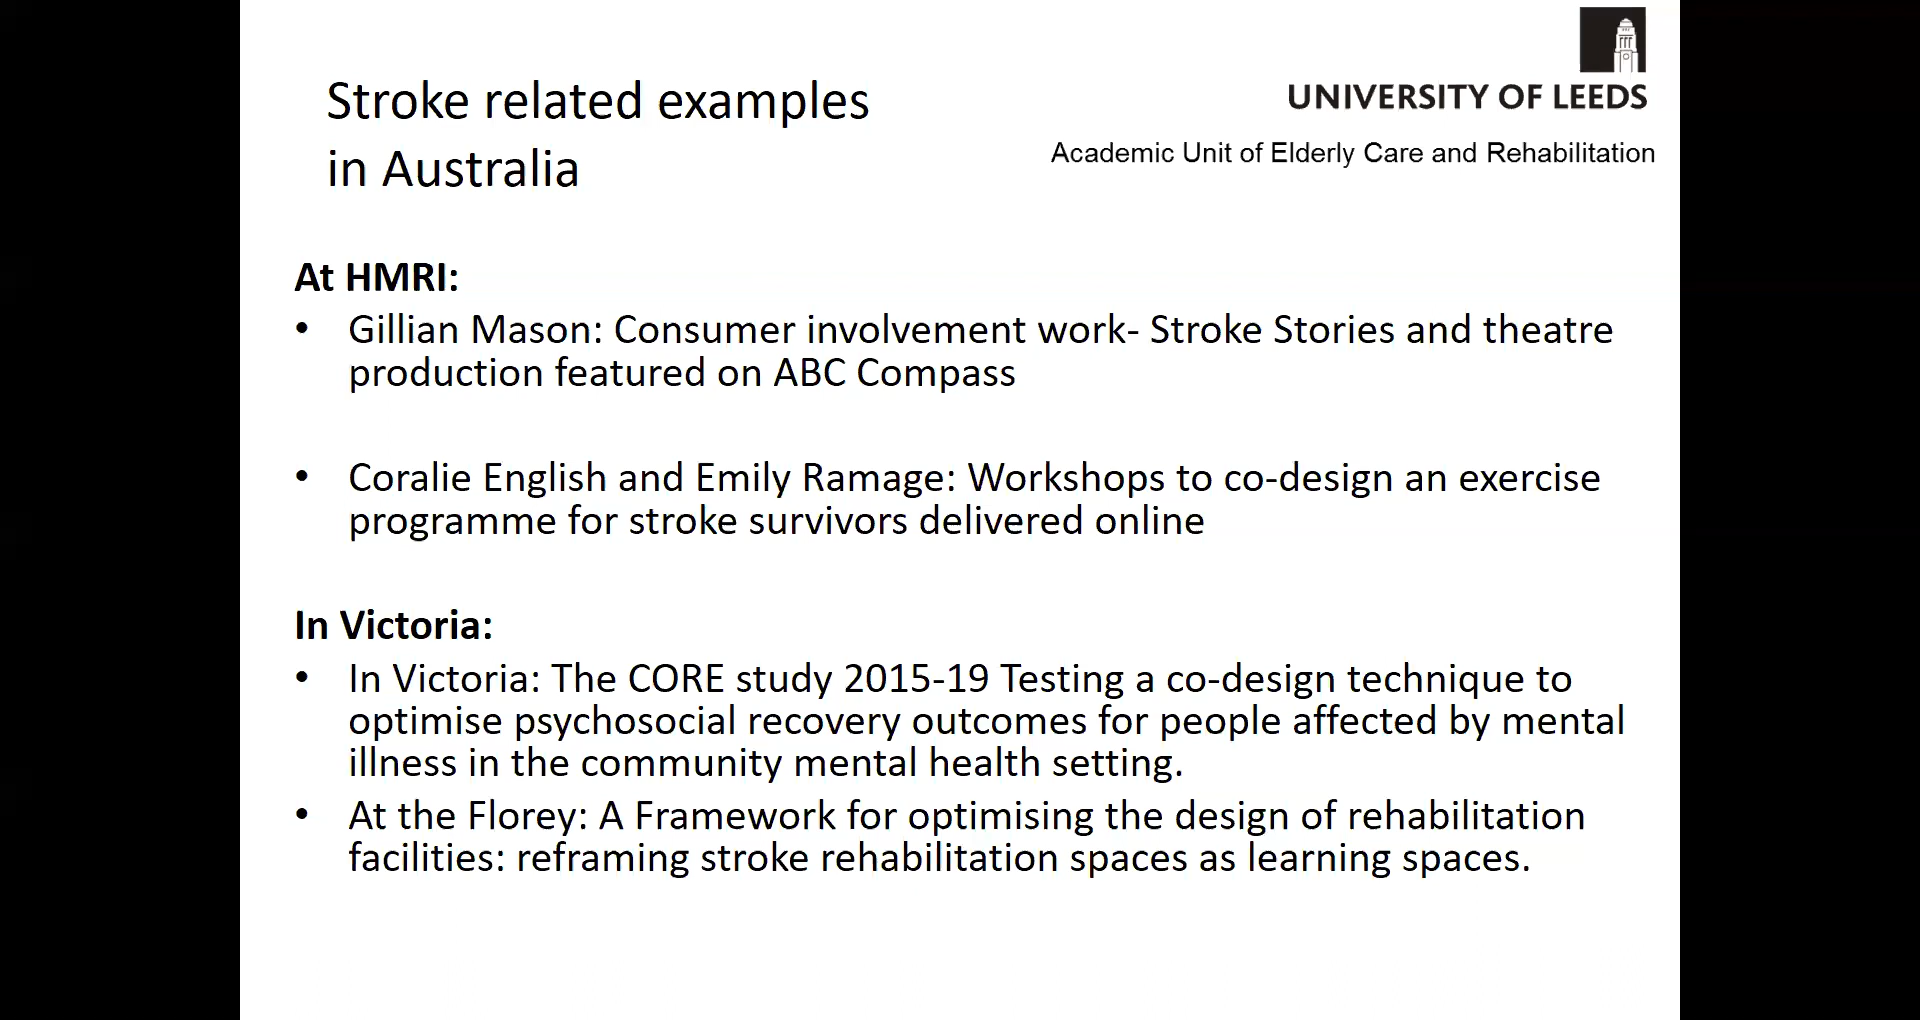 Stroke related examples
in Australia
UNIVERSITY OF LEEDS
Academic Unit of Elderly Care and Rehabilitation
At HMRI:
• Gillian Mason: Consumer involvement work- Stroke Stories and theatre
production featured on ABC Compass
• Coralie English and Emily Ramage: Workshops to co-design an exercise
programme for stroke survivors delivered online
In Victoria:
• In Victoria: The CORE study 2015-19 Testing a co-design technique to
optimise psychosocial recovery outcomes for people affected by mental
illness in the community mental health setting.
• At the Florey: A Framework for optimising the design of rehabilitation
facilities: reframing stroke rehabilitation spaces as learning spaces.